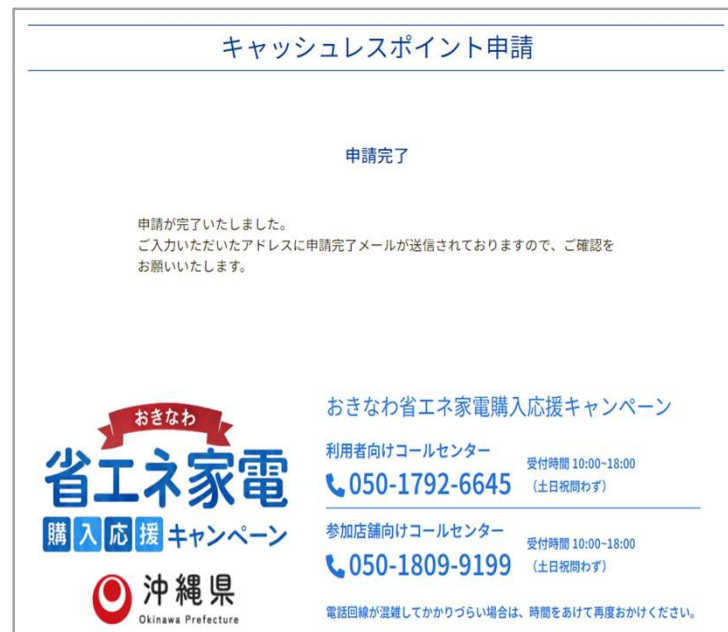 キャッシュレスポイント申請
申請完了
申請が完了いたしました。
ご入力いただいたアドレスに申請完了メールが送信されておりますので、ご確認を
お願いいたします。
おきなわ
省エネ家電
購入応援キャンペーン
沖縄県
Okinawa Prefecture
おきなわ省エネ家電購入応援キャンペーン
利用者向けコールセンター
050-1792-6645
受付時間 10:00~18:00
（土日祝問わず）
参加店舗向けコールセンター
050-1809-9199
受付時間 10:00~18:00
（土日祝問わず）
電話回線が混雑してかかりづらい場合は、時間をあけて再度おかけください。